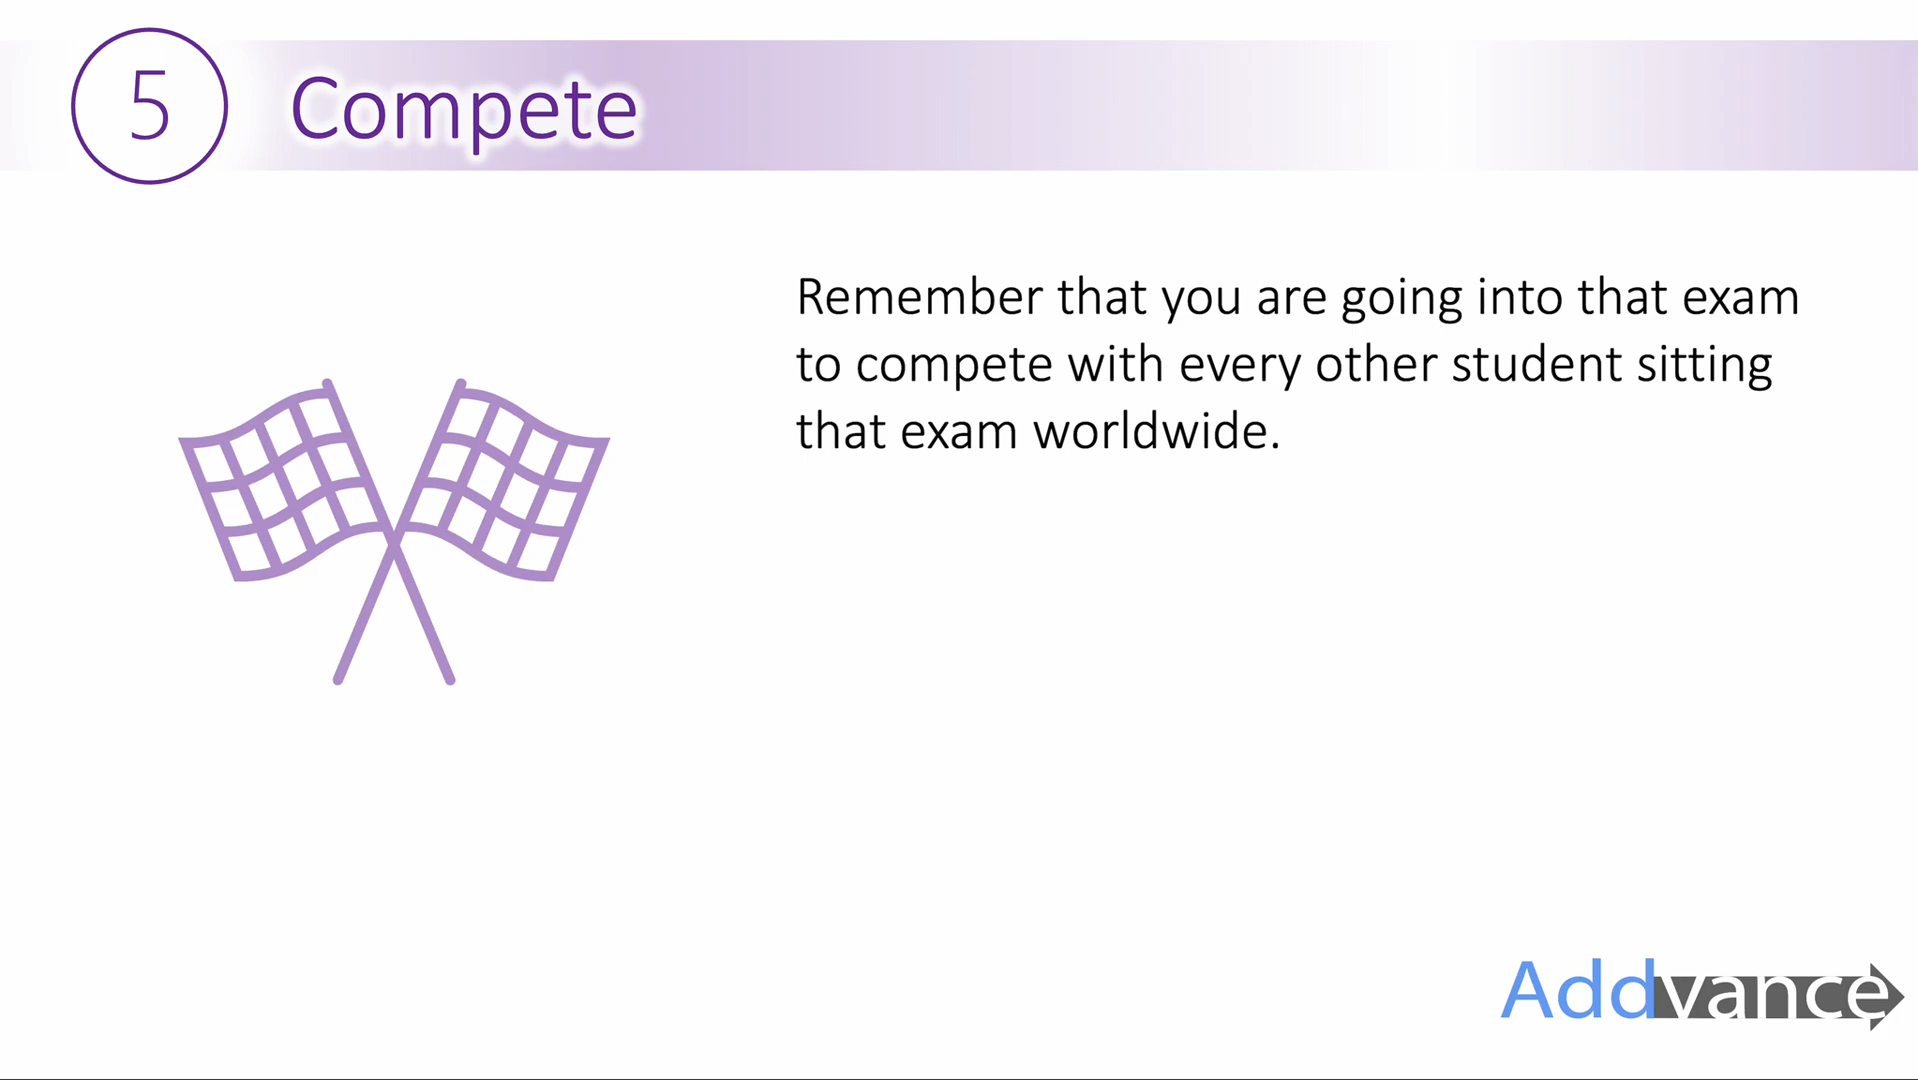 5
Compete
Remember that you are going into that exam
to compete with every other student sitting
that exam worldwide.
Addvance